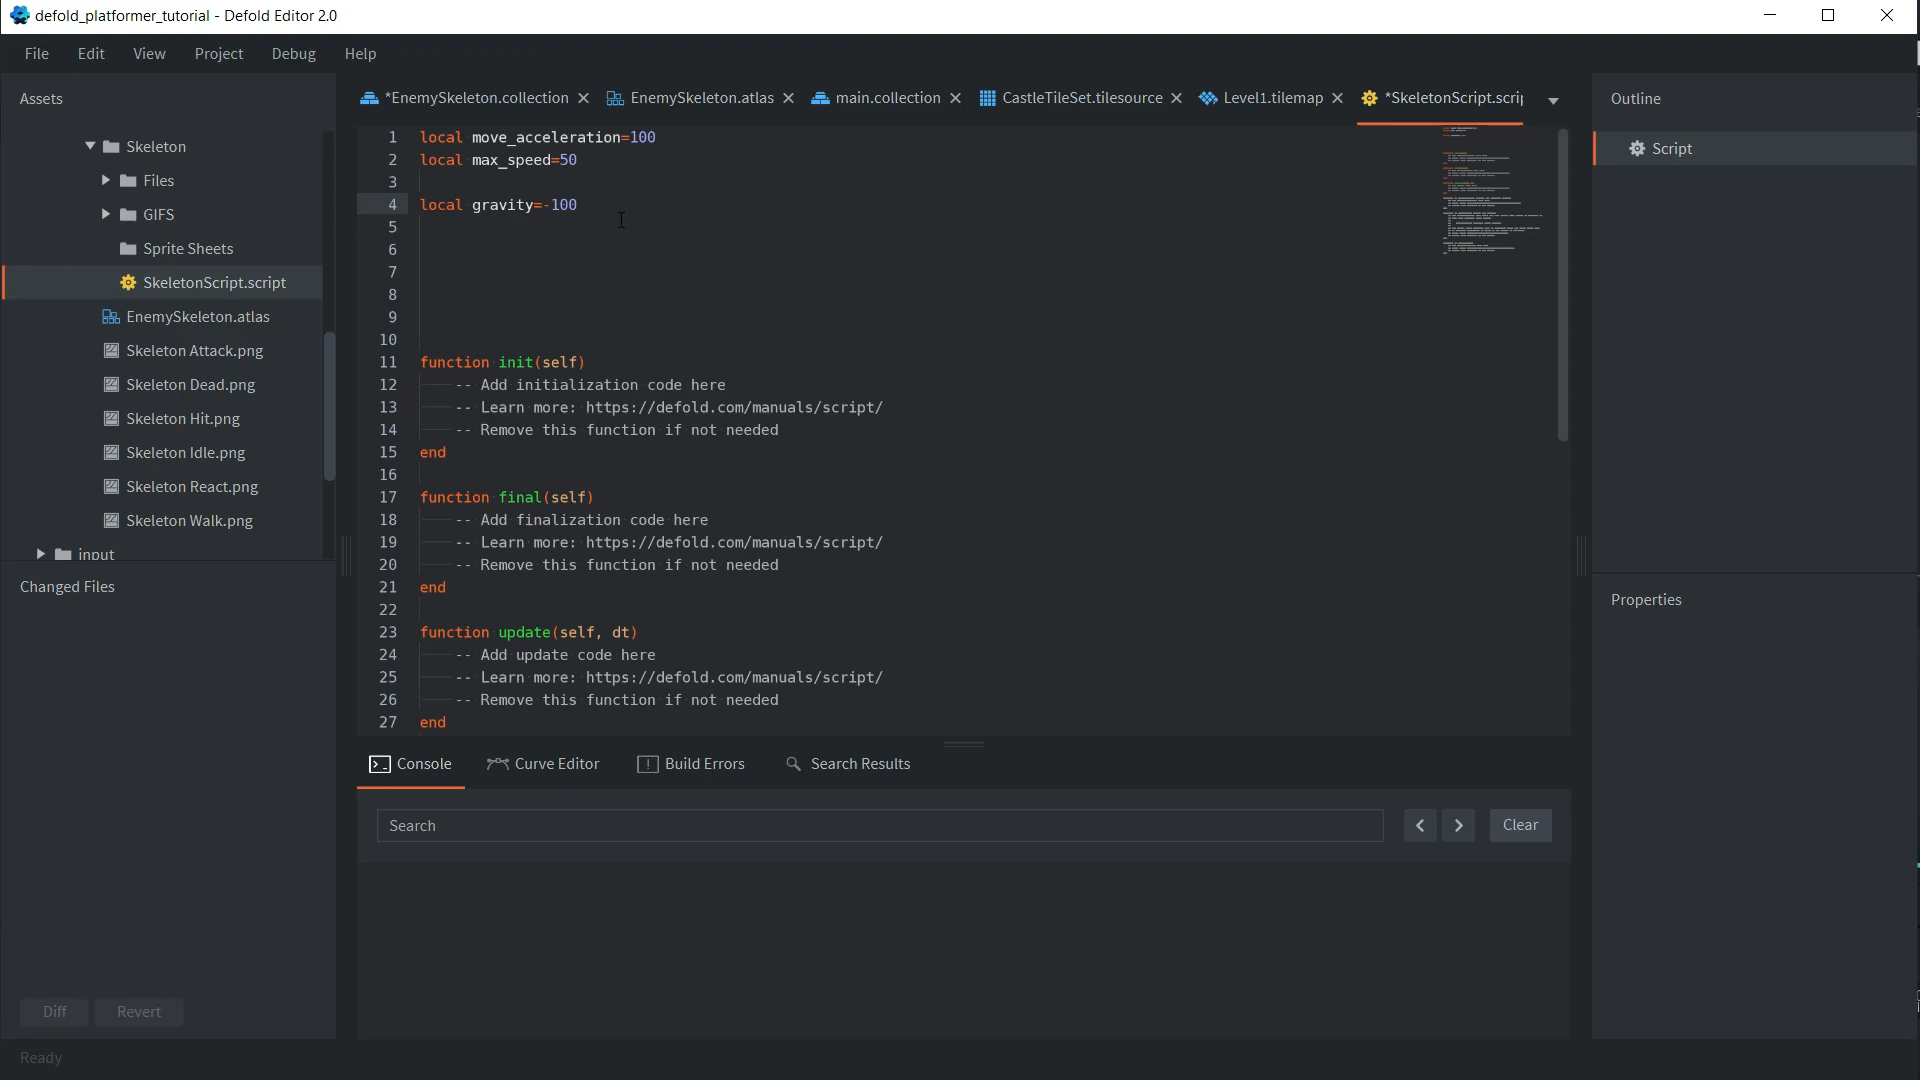 defold_platformer_tutorial - Defold Editor 2.0
File Edit View Project Debug Help
Assets
Skeleton
Files
GIFS
Sprite Sheets
SkeletonScript.script
EnemySkeleton.atlas
Skeleton Attack.png
Skeleton Dead.png
Skeleton Hit.png
Skeleton Idle.png
Skeleton React.png
Skeleton Walk.png
input
Changed Files
Diff Revert
Ready
*EnemySkeleton.collection EnemySkeleton.atlas main.collection CastleTileSet.tilesource Level1.tilemap *SkeletonScript.scrip
1 local move_acceleration=100
2 local max_speed=50
3
4 local gravity=-100
5
6
7
8
9
10
11 function init(self)
12 -- Add initialization code here
13 -- Learn more: https://defold.com/manuals/script/
14 -- Remove this function if not needed
15 end
16
17 function final(self)
18 -- Add finalization code here
19 -- Learn more: https://defold.com/manuals/script/
20 -- Remove this function if not needed
21 end
22
23 function update(self, dt)
24 -- Add update code here
25 -- Learn more: https://defold.com/manuals/script/
26 -- Remove this function if not needed
27 end
Console Curve Editor Build Errors Search Results
Search
Clear
Outline
Script
Properties